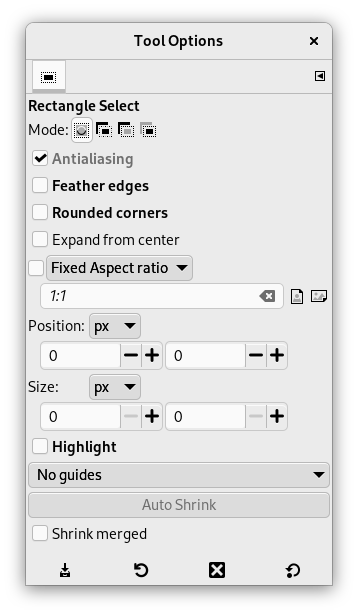 Tool Options
Rectangle Select
Mode:
Antialiasing
Feather edges
Rounded corners
Expand from center
Fixed Aspect ratio
1:1
Position: px
0 0
Size: px
0 0
Highlight
No guides
Auto Shrink
Shrink merged